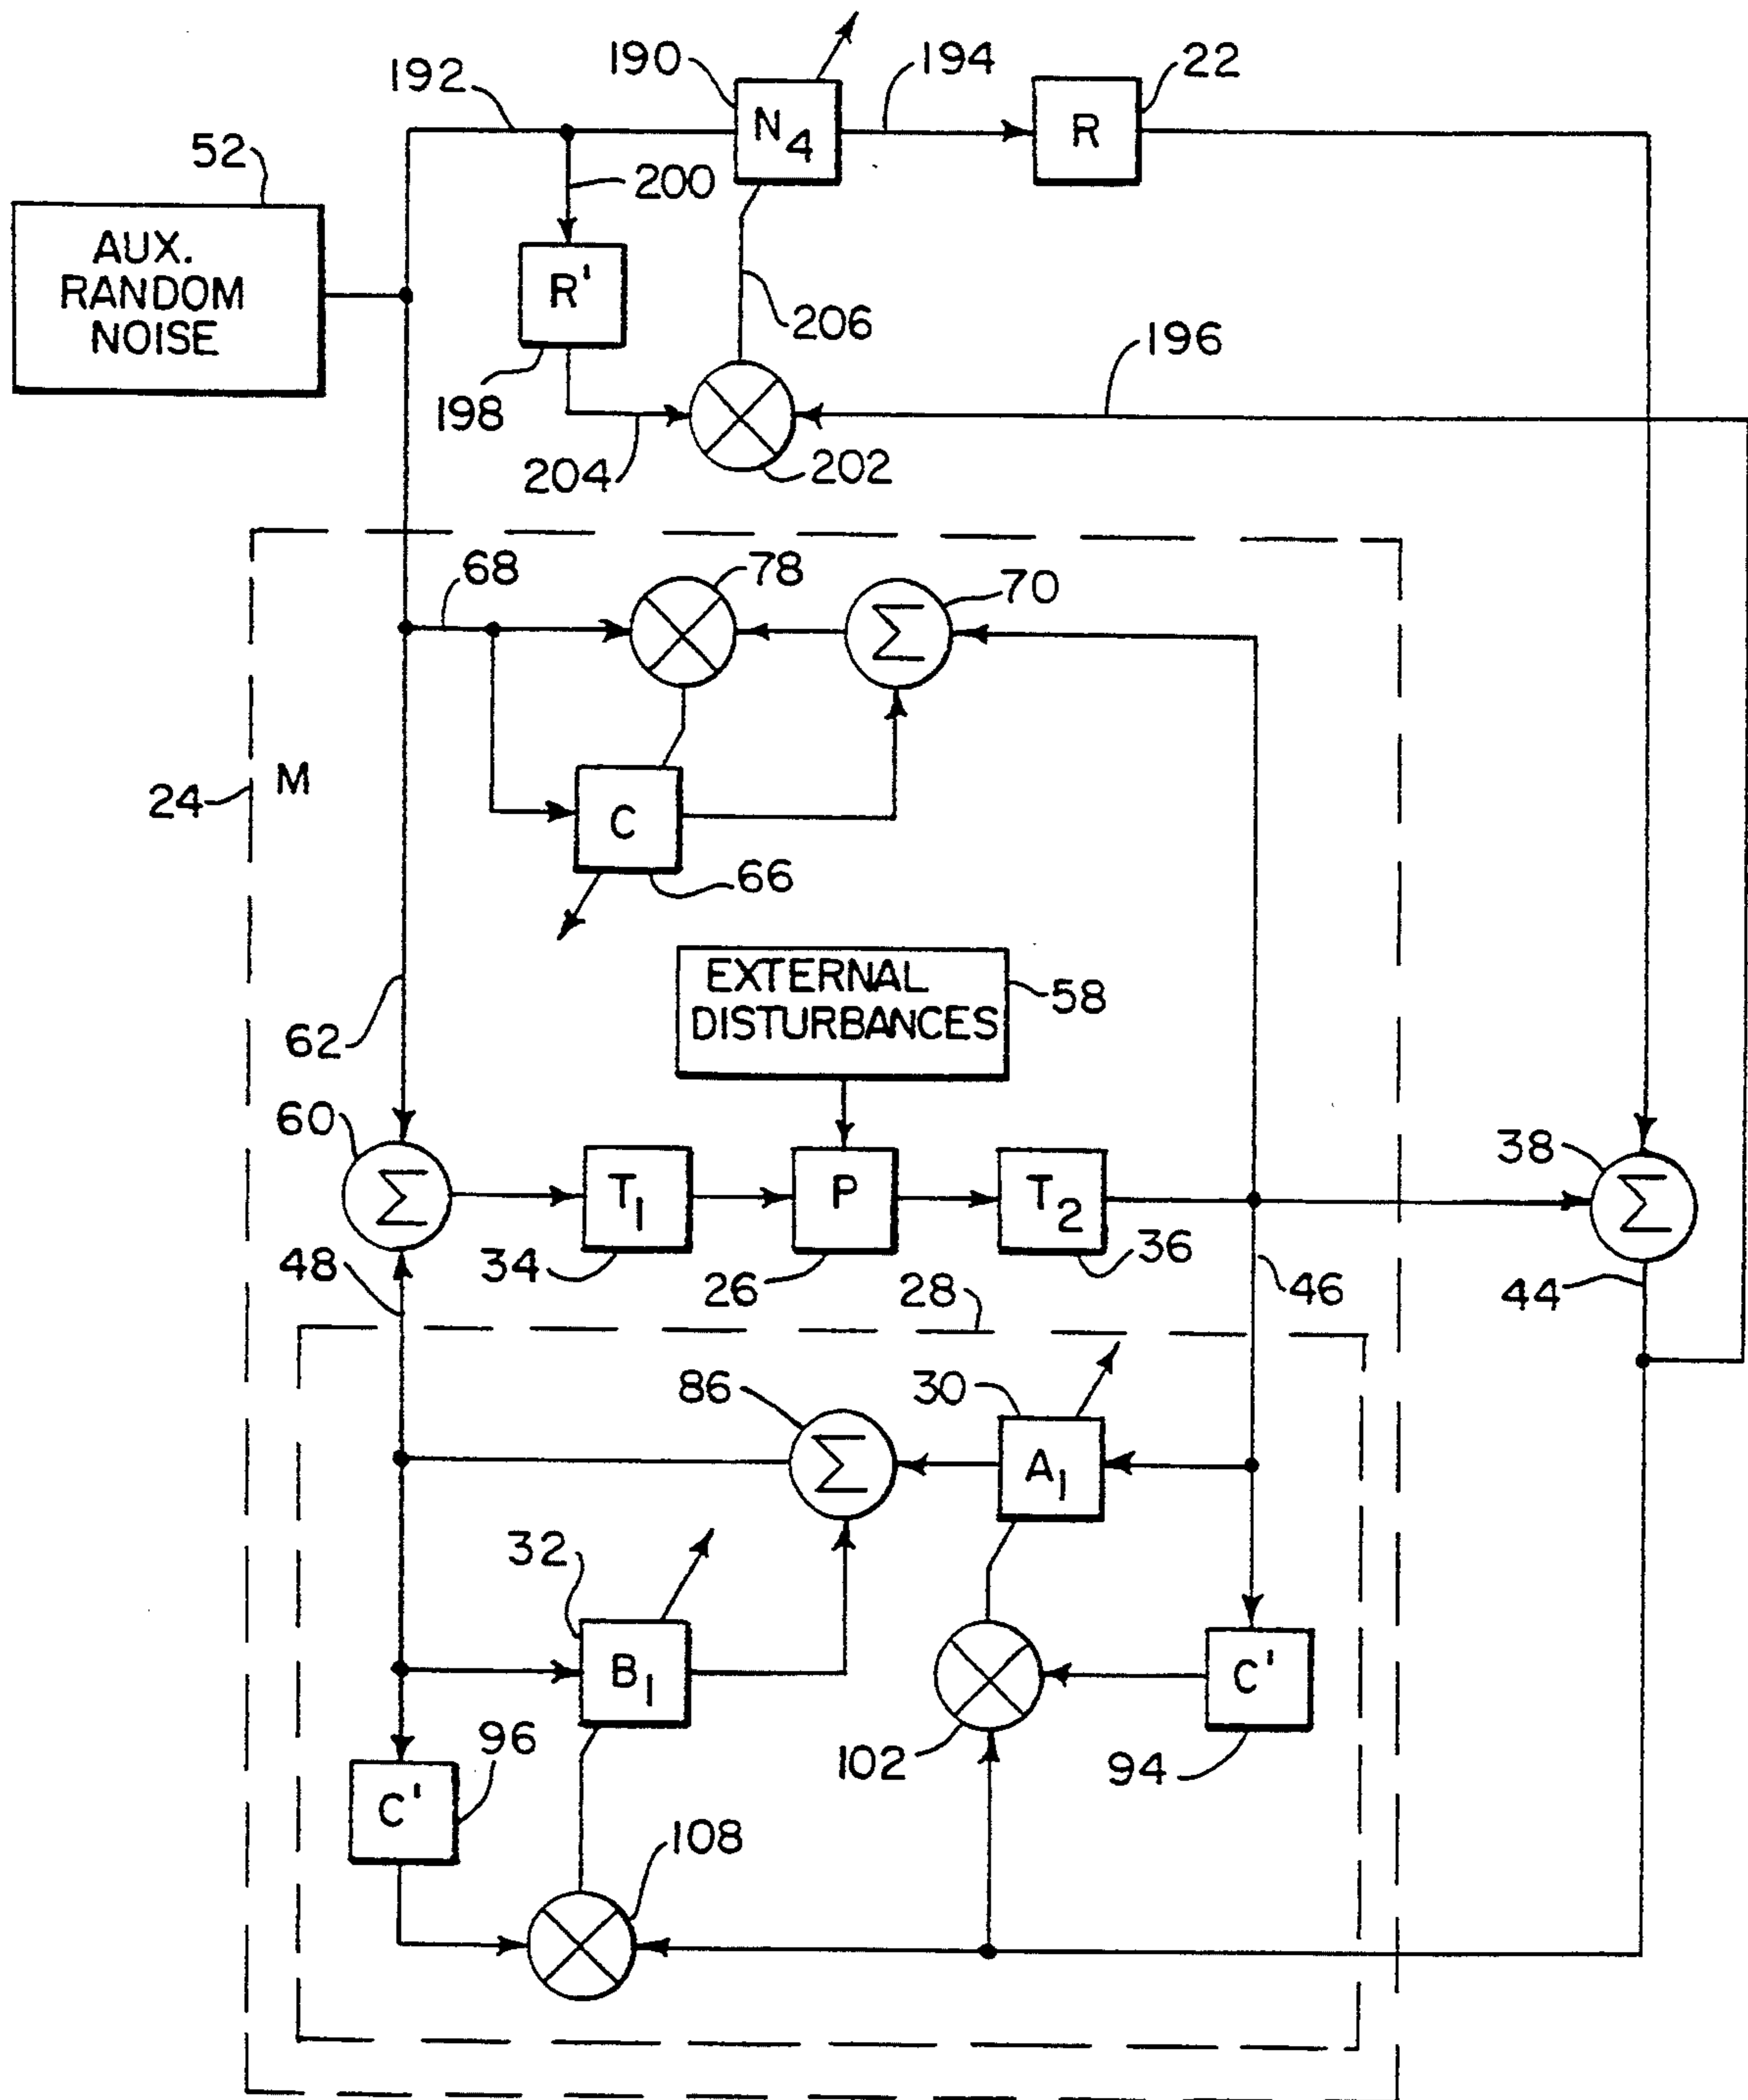 190
194
22
192
N4
R
52
200
AUX.
RANDOM
NOISE
R'
206
196
198
204
202
68
78
70
Σ
24
M
C
66
EXTERNAL
DISTURBANCES
58
62
60
38
Σ
T1
P
T2
Σ
48
34
26
28
36
46
44
86
30
Σ
A1
32
B1
C'
96
102
94
C'
108